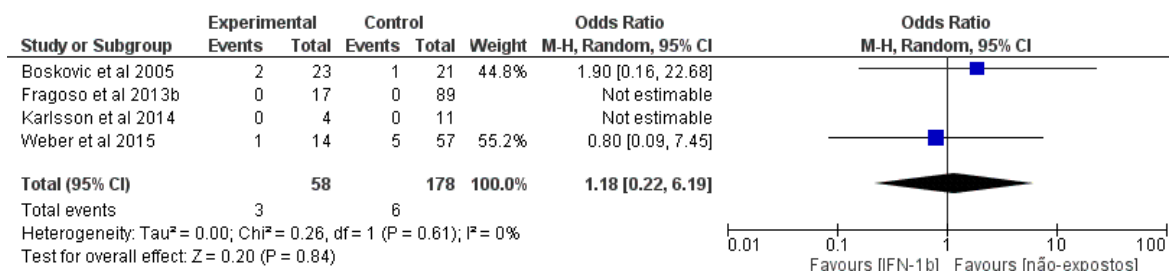 Experimental Control Odds Ratio Odds Ratio
Study or Subgroup Events Total Events Total Weight M-H, Random, 95% CI M-H, Random, 95% CI
Boskovic et al 2005 2 23 1 21 44.8% 1.90 [0.16, 22.68]
Fragoso et al 2013b 0 17 0 89 Not estimable
Karlsson et al 2014 0 4 0 11 Not estimable
Weber et al 2015 1 14 5 57 55.2% 0.80 [0.09, 7.45]
Total (95% CI) 58 178 100.0% 1.18 [0.22, 6.19]
Total events 3 6
Heterogeneity: Tau² = 0.00; Chi² = 0.26, df = 1 (P = 0.61); I² = 0%
Test for overall effect: Z = 0.20 (P = 0.84)
0.01 0.1 1 10 100
Favours [IFN-1b] Favours [não-expostos]